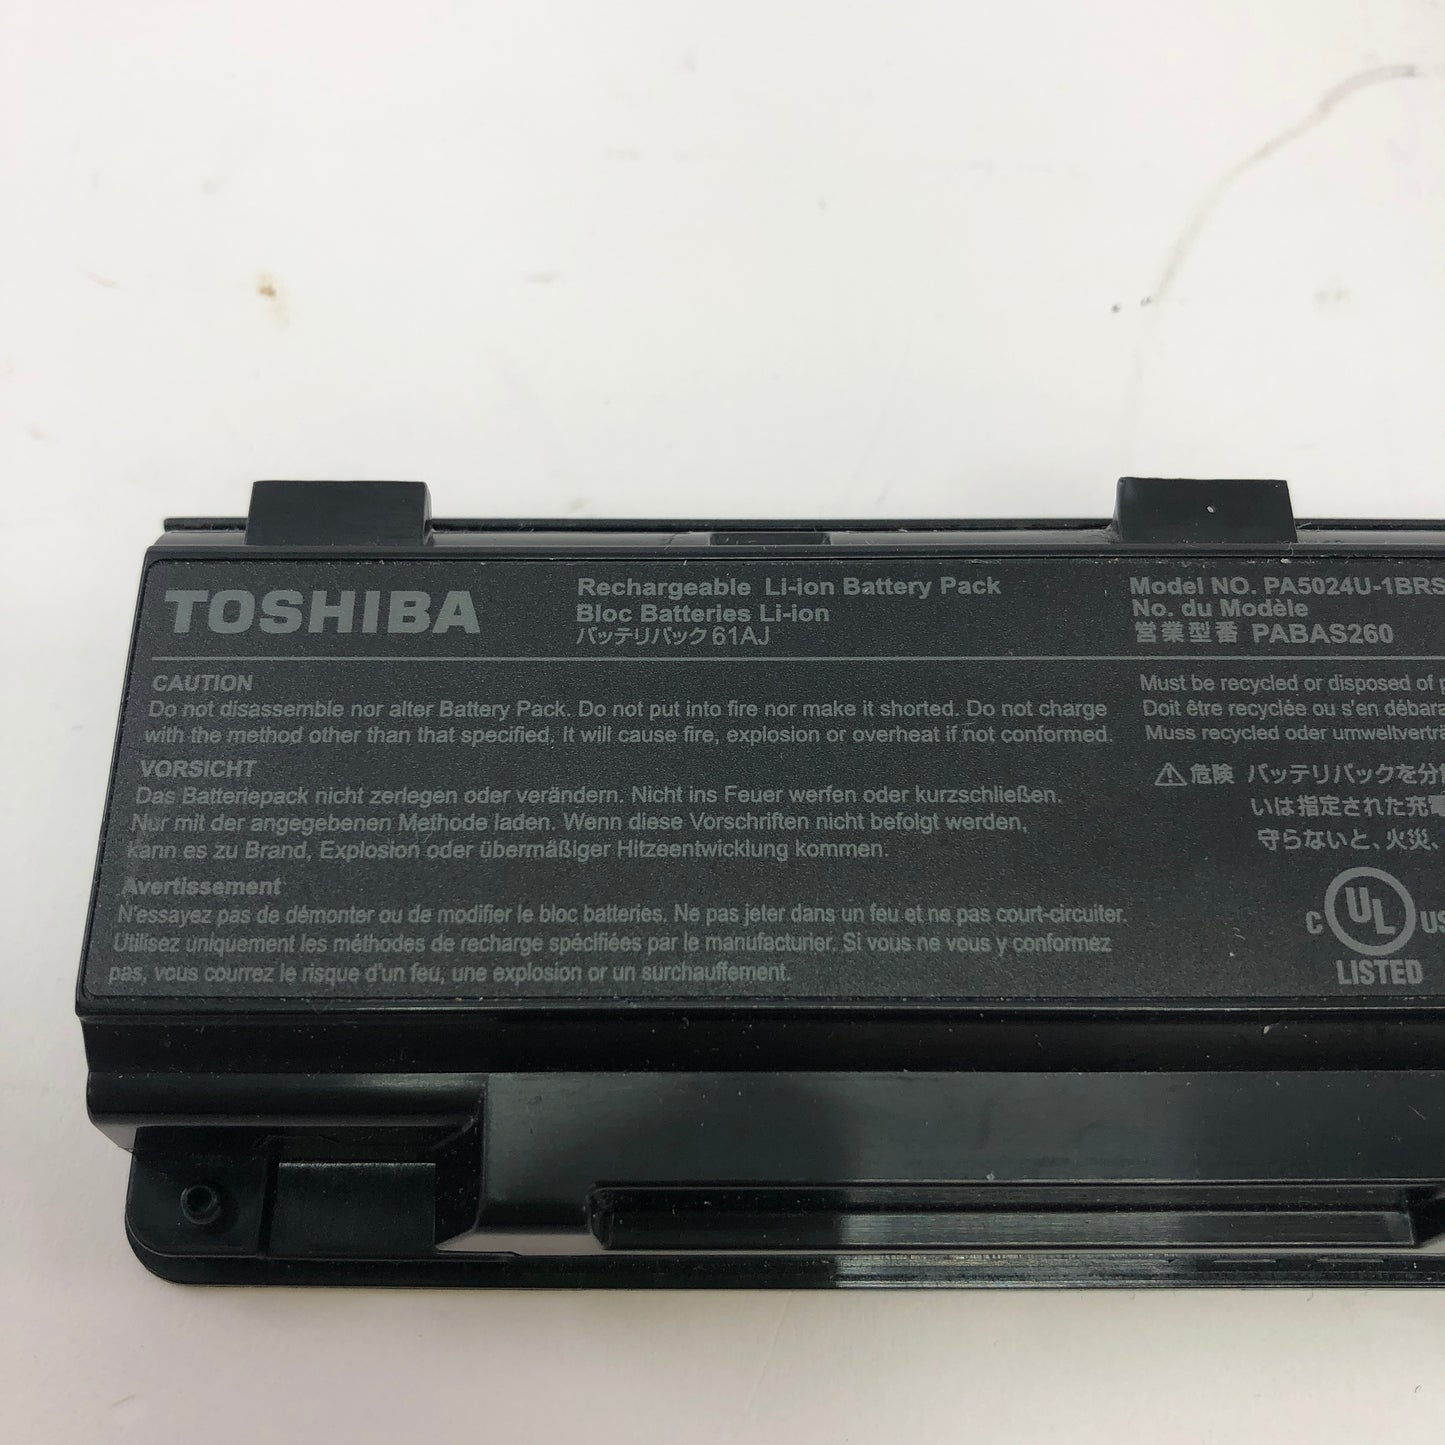 TOSHIBA
Rechargeable Li-ion Battery Pack
Bloc Batteries Li-ion
バッテリパック 61AJ
Model NO. PA5024U-1BRS
No. du Modèle
営業型番 PABAS260
CAUTION
Do not disassemble nor alter Battery Pack. Do not put into fire nor make it shorted. Do not charge
with the method other than that specified. It will cause fire, explosion or overheat if not conformed.
VORSICHT
Das Batteriepack nicht zerlegen oder verändern. Nicht ins Feuer werfen oder kurzschließen.
Nur mit der angegebenen Methode laden. Wenn diese Vorschriften nicht befolgt werden,
kann es zu Brand, Explosion oder übermäßiger Hitzeentwicklung kommen.
Avertissement
N'essayez pas de démonter ou de modifier le bloc batteries. Ne pas jeter dans un feu et ne pas court-circuiter.
Utilisez uniquement les méthodes de recharge spécifiées par le manufacturier. Si vous ne vous y conformez
pas, vous courrez le risque d'un feu, une explosion or un surchauffement.
Must be recycled or disposed of
Doit être recyclée ou s'en débara
Muss recycled oder umweltverträ
危険 バッテリパックを分
いは指定された充電
守らないと、火災、
C UL US
LISTED